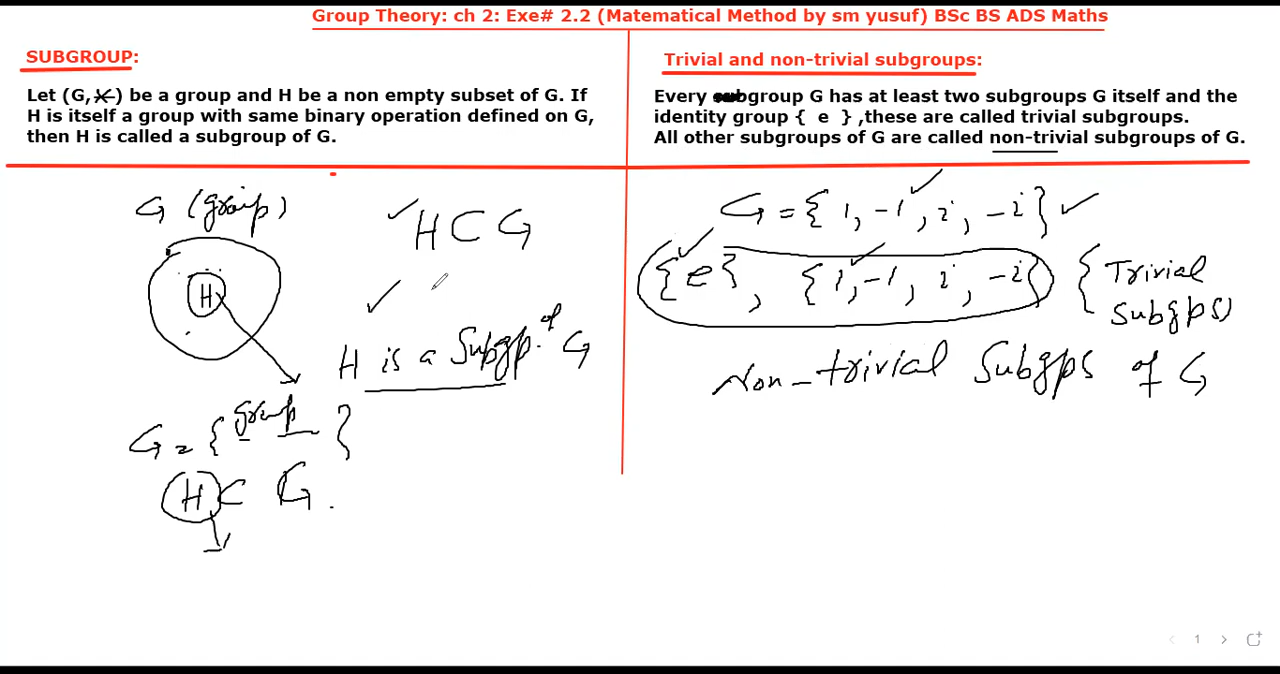 Group Theory: ch 2: Exe# 2.2 (Matematical Method by sm yusuf) BSc BS ADS Maths
SUBGROUP:
Let (G,*) be a group and H be a non empty subset of G. If
H is itself a group with same binary operation defined on G,
then H is called a subgroup of G.
G (group)
H ⊂ G
H
H is a Subgp. of G
G = { group }
H ⊂ G.
Trivial and non-trivial subgroups:
Every group G has at least two subgroups G itself and the
identity group { e } ,these are called trivial subgroups.
All other subgroups of G are called non-trivial subgroups of G.
G = { 1, -1, i, -i }
{e}, {1, -1, i, -i} { Trivial
Subgps)
Non-trivial Subgps of G
1